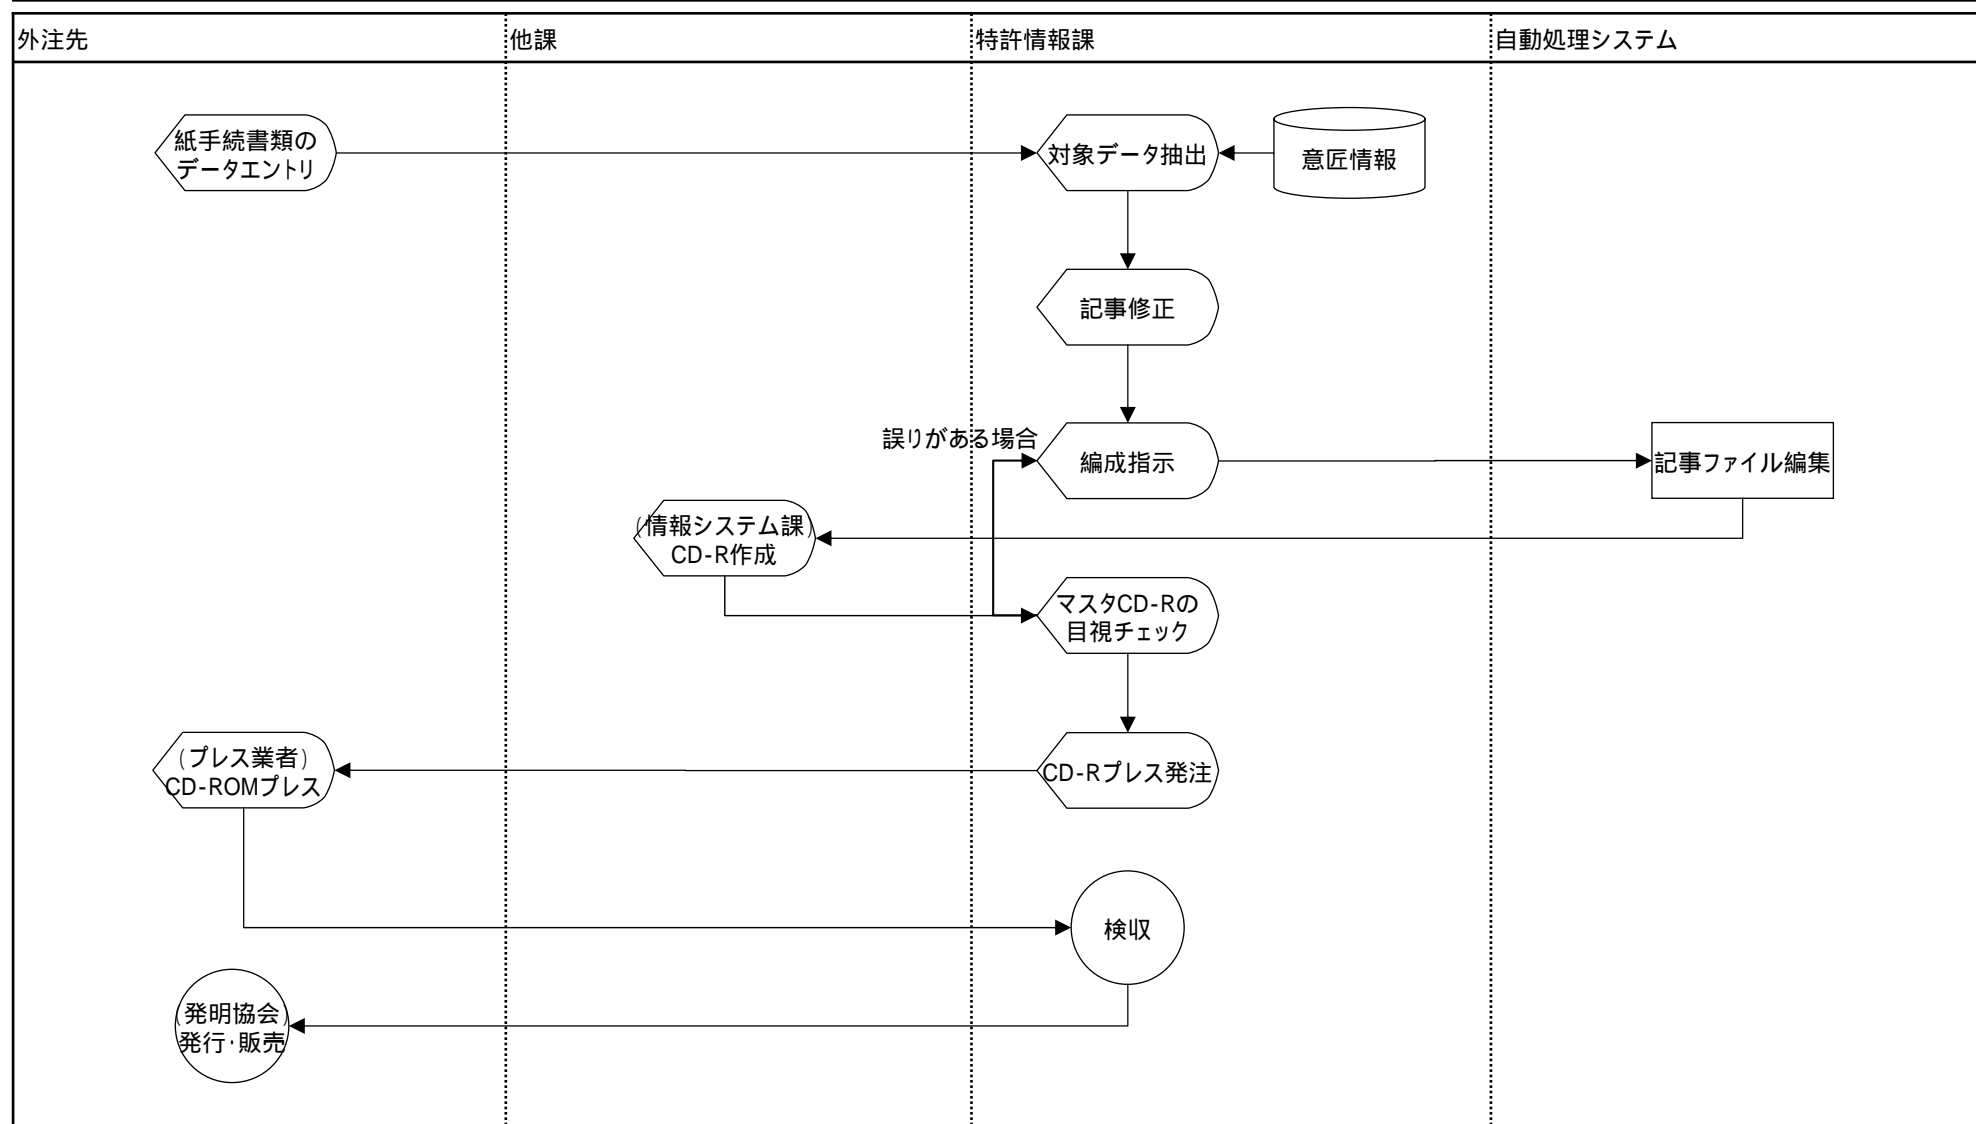 外注先
他課
特許情報課
自動処理システム
紙手続書類の
データエントリ
対象データ抽出
意匠情報
記事修正
誤りがある場合
編成指示
記事ファイル編集
(情報システム課)
CD-R作成
マスタCD-Rの
目視チェック
(プレス業者)
CD-ROMプレス
CD-Rプレス発注
検収
(発明協会)
発行・販売